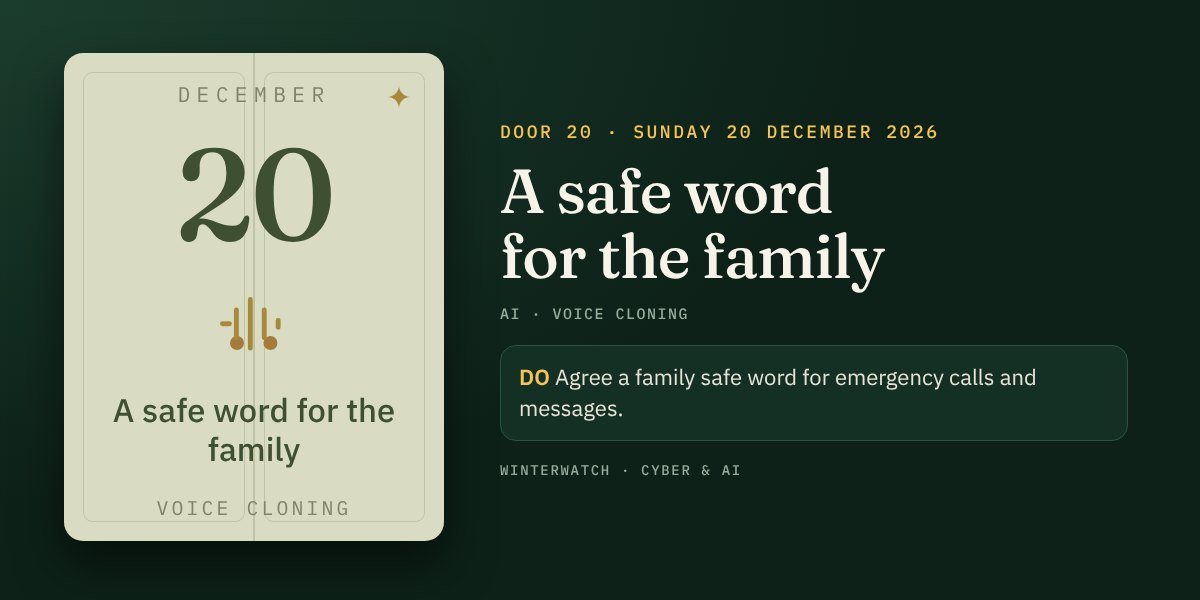 DECEMBER
20
A safe word for the
family
VOICE CLONING
DOOR 20 · SUNDAY 20 DECEMBER 2026
A safe word
for the family
AI · VOICE CLONING
DO Agree a family safe word for emergency calls and
messages.
WINTERWATCH · CYBER & AI